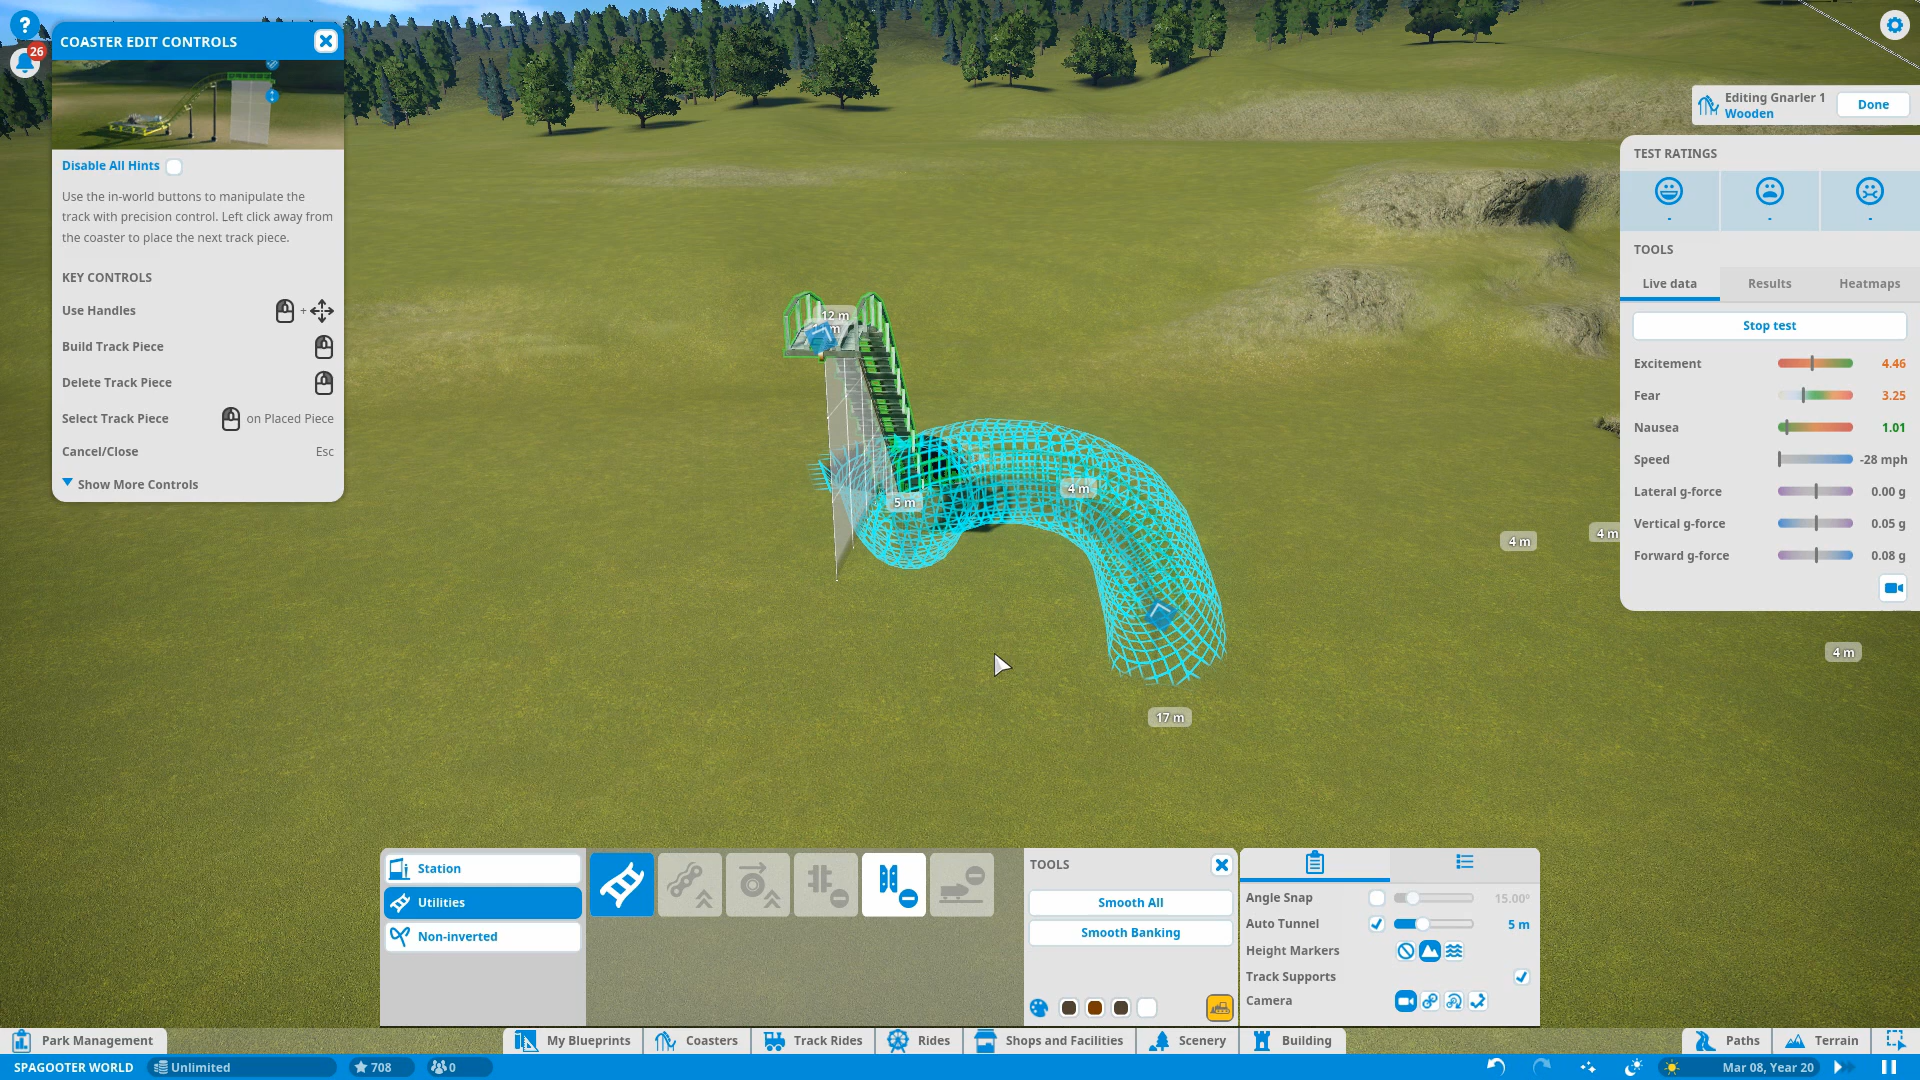 ?
26
COASTER EDIT CONTROLS
Disable All Hints
Use the in-world buttons to manipulate the
track with precision control. Left click away from
the coaster to place the next track piece.
KEY CONTROLS
Use Handles +
Build Track Piece
Delete Track Piece
Select Track Piece on Placed Piece
Cancel/Close Esc
Show More Controls
12 m
m
5 m
4 m
4 m
4 m
4 m
17 m
Editing Gnarler 1
Wooden
Done
TEST RATINGS
- - -
TOOLS
Live data Results Heatmaps
Stop test
Excitement 4.46
Fear 3.25
Nausea 1.01
Speed -28 mph
Lateral g-force 0.00 g
Vertical g-force 0.05 g
Forward g-force 0.08 g
Station
Utilities
Non-inverted
TOOLS
Smooth All
Smooth Banking
Angle Snap 15.00°
Auto Tunnel 5 m
Height Markers
Track Supports
Camera
Park Management
My Blueprints
Coasters
Track Rides
Rides
Shops and Facilities
Scenery
Building
Paths
Terrain
SPAGOOTER WORLD
Unlimited
708
0
Mar 08, Year 20